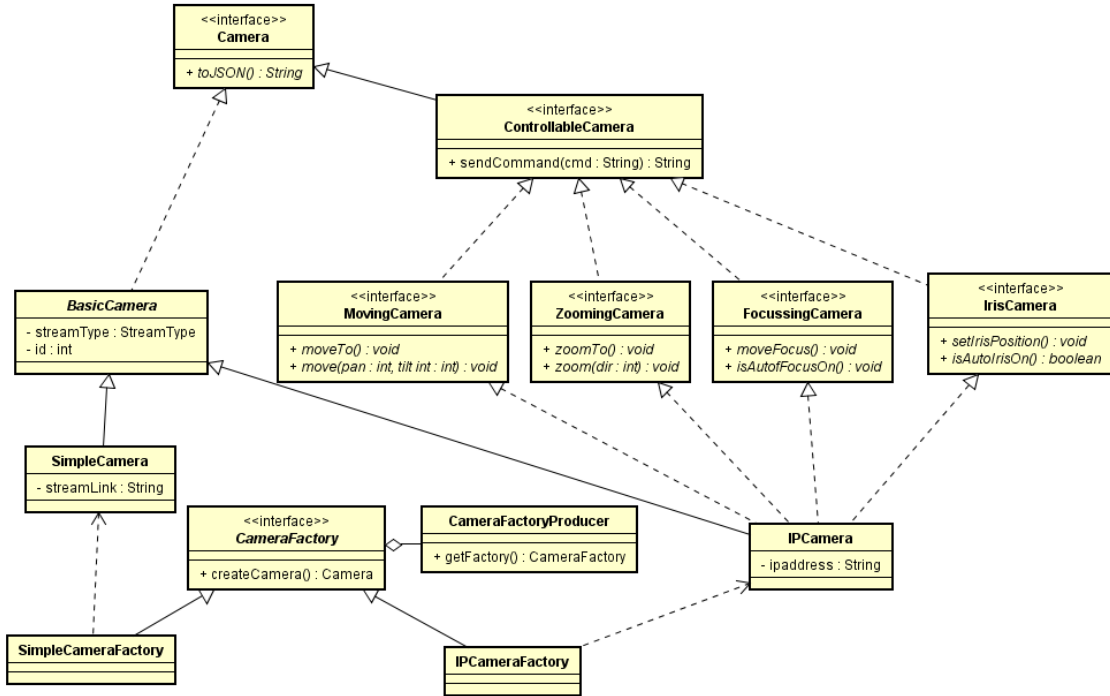 <<interface>>
Camera
+ toJSON() : String
<<interface>>
ControllableCamera
+ sendCommand(cmd : String) : String
BasicCamera
- streamType : StreamType
- id : int
<<interface>>
MovingCamera
+ moveTo() : void
+ move(pan : int, tilt int : int) : void
<<interface>>
ZoomingCamera
+ zoomTo() : void
+ zoom(dir : int) : void
<<interface>>
FocussingCamera
+ moveFocus() : void
+ isAutofFocusOn() : void
<<interface>>
IrisCamera
+ setIrisPosition() : void
+ isAutoIrisOn() : boolean
SimpleCamera
- streamLink : String
<<interface>>
CameraFactory
+ createCamera() : Camera
CameraFactoryProducer
+ getFactory() : CameraFactory
IPCamera
- ipaddress : String
SimpleCameraFactory
IPCameraFactory